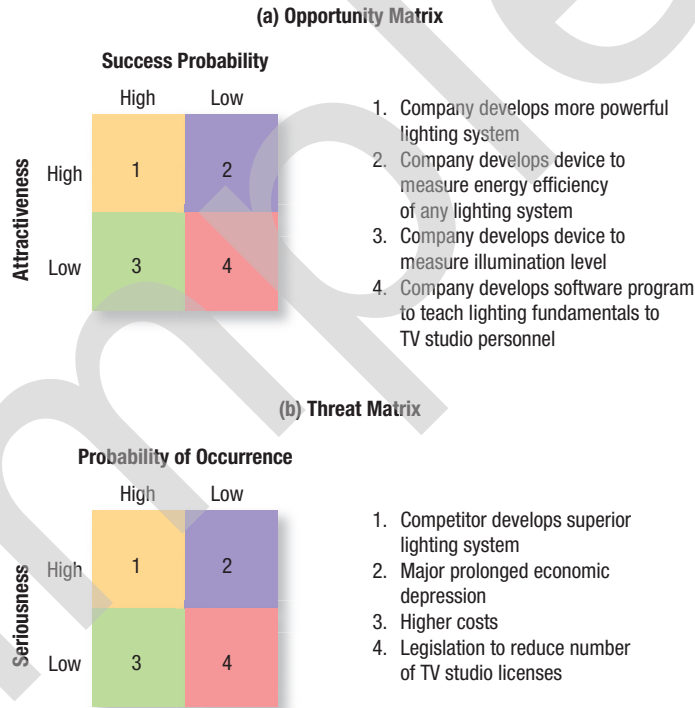 (a) Opportunity Matrix
Success Probability
High Low
Attractiveness
High 1 2
Low 3 4
1. Company develops more powerful
lighting system
2. Company develops device to
measure energy efficiency
of any lighting system
3. Company develops device to
measure illumination level
4. Company develops software program
to teach lighting fundamentals to
TV studio personnel
(b) Threat Matrix
Probability of Occurrence
High Low
Seriousness
High 1 2
Low 3 4
1. Competitor develops superior
lighting system
2. Major prolonged economic
depression
3. Higher costs
4. Legislation to reduce number
of TV studio licenses